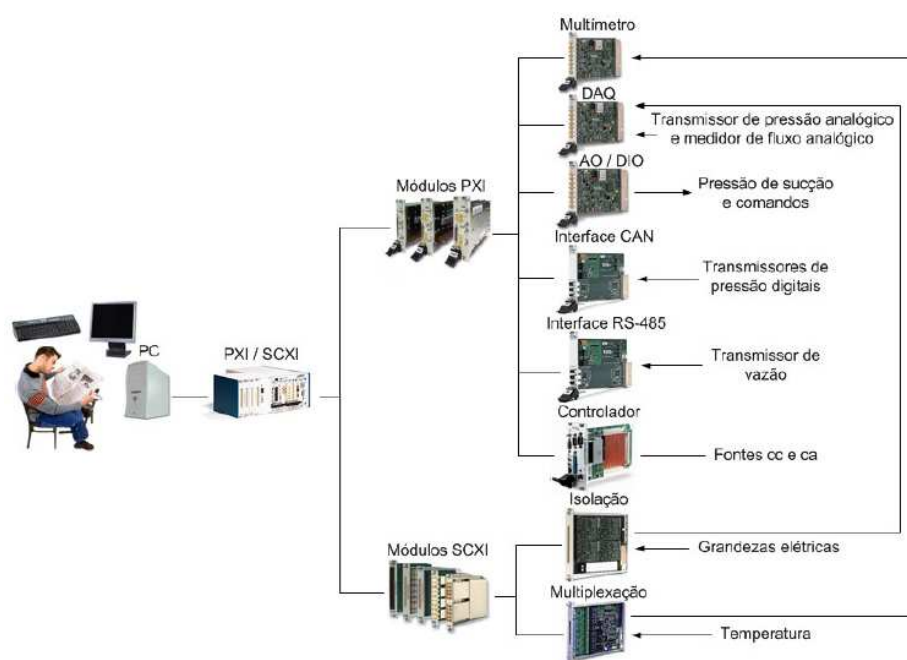 Multímetro
DAQ
Transmissor de pressão analógico
e medidor de fluxo analógico
AO / DIO
Módulos PXI
Pressão de sucção
e comandos
Interface CAN
Transmissores de
pressão digitais
Interface RS-485
PC
PXI / SCXI
Transmissor de
vazão
Controlador
Fontes cc e ca
Isolação
Módulos SCXI
Grandezas elétricas
Multiplexação
Temperatura